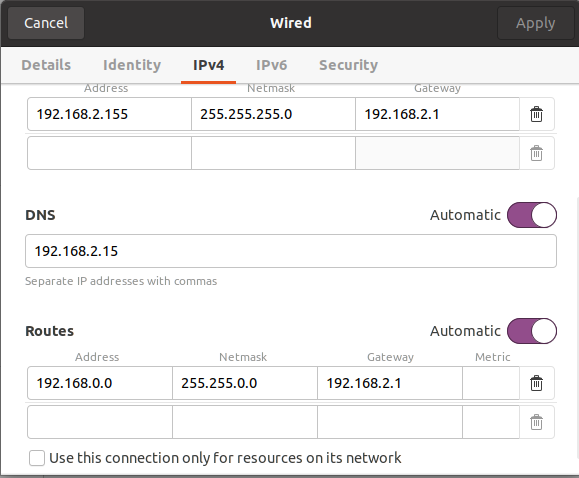 Cancel Wired Apply
Details Identity IPv4 IPv6 Security
Address Netmask Gateway
192.168.2.155 255.255.255.0 192.168.2.1
DNS Automatic
192.168.2.15
Separate IP addresses with commas
Routes Automatic
Address Netmask Gateway Metric
192.168.0.0 255.255.0.0 192.168.2.1
Use this connection only for resources on its network